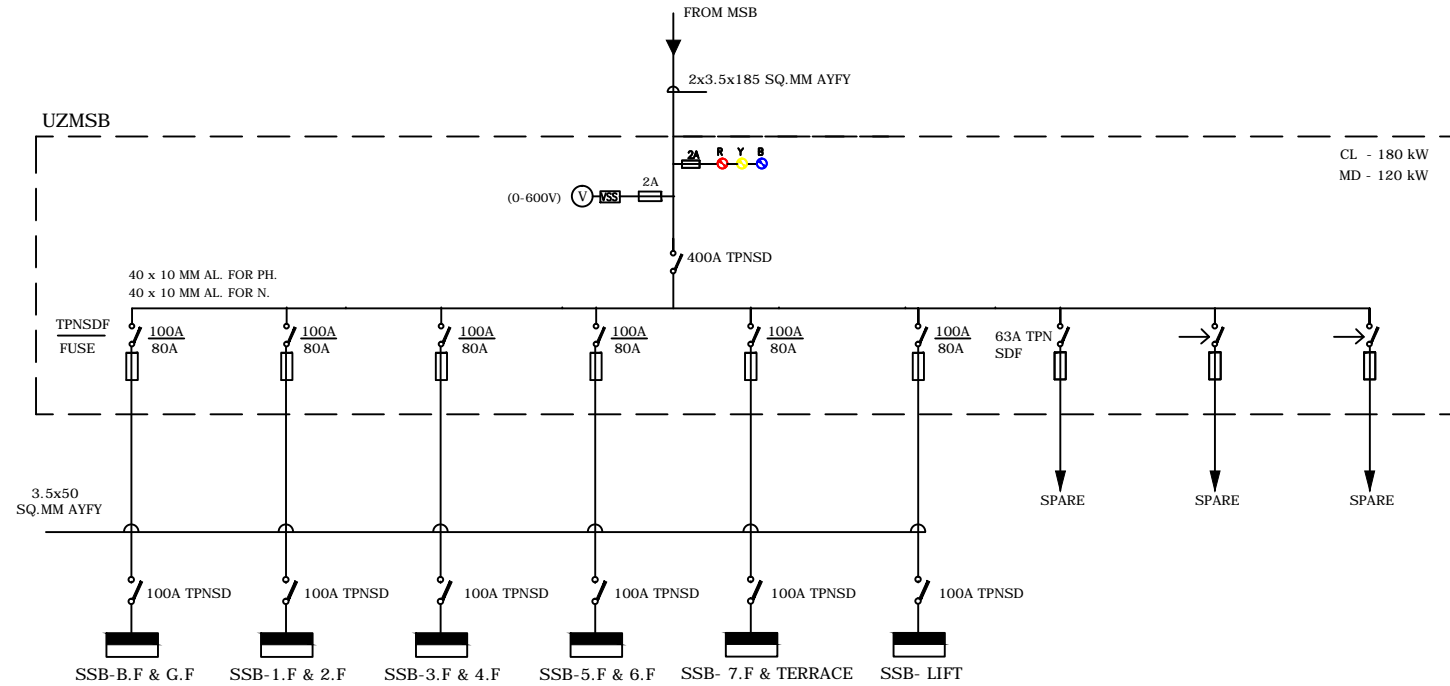 FROM MSB
2x3.5x185 SQ.MM AYFY
UZMSB
2A R Y B
CL - 180 kW
MD - 120 kW
2A
(0-600V) V VSS
400A TPNSD
40 x 10 MM AL. FOR PH.
40 x 10 MM AL. FOR N.
TPNSDF
FUSE
100A
80A
100A
80A
100A
80A
100A
80A
100A
80A
100A
80A
63A TPN
SDF
3.5x50
SQ.MM AYFY
SPARE
SPARE
SPARE
100A TPNSD
100A TPNSD
100A TPNSD
100A TPNSD
100A TPNSD
100A TPNSD
SSB-B.F & G.F
SSB-1.F & 2.F
SSB-3.F & 4.F
SSB-5.F & 6.F
SSB- 7.F & TERRACE
SSB- LIFT